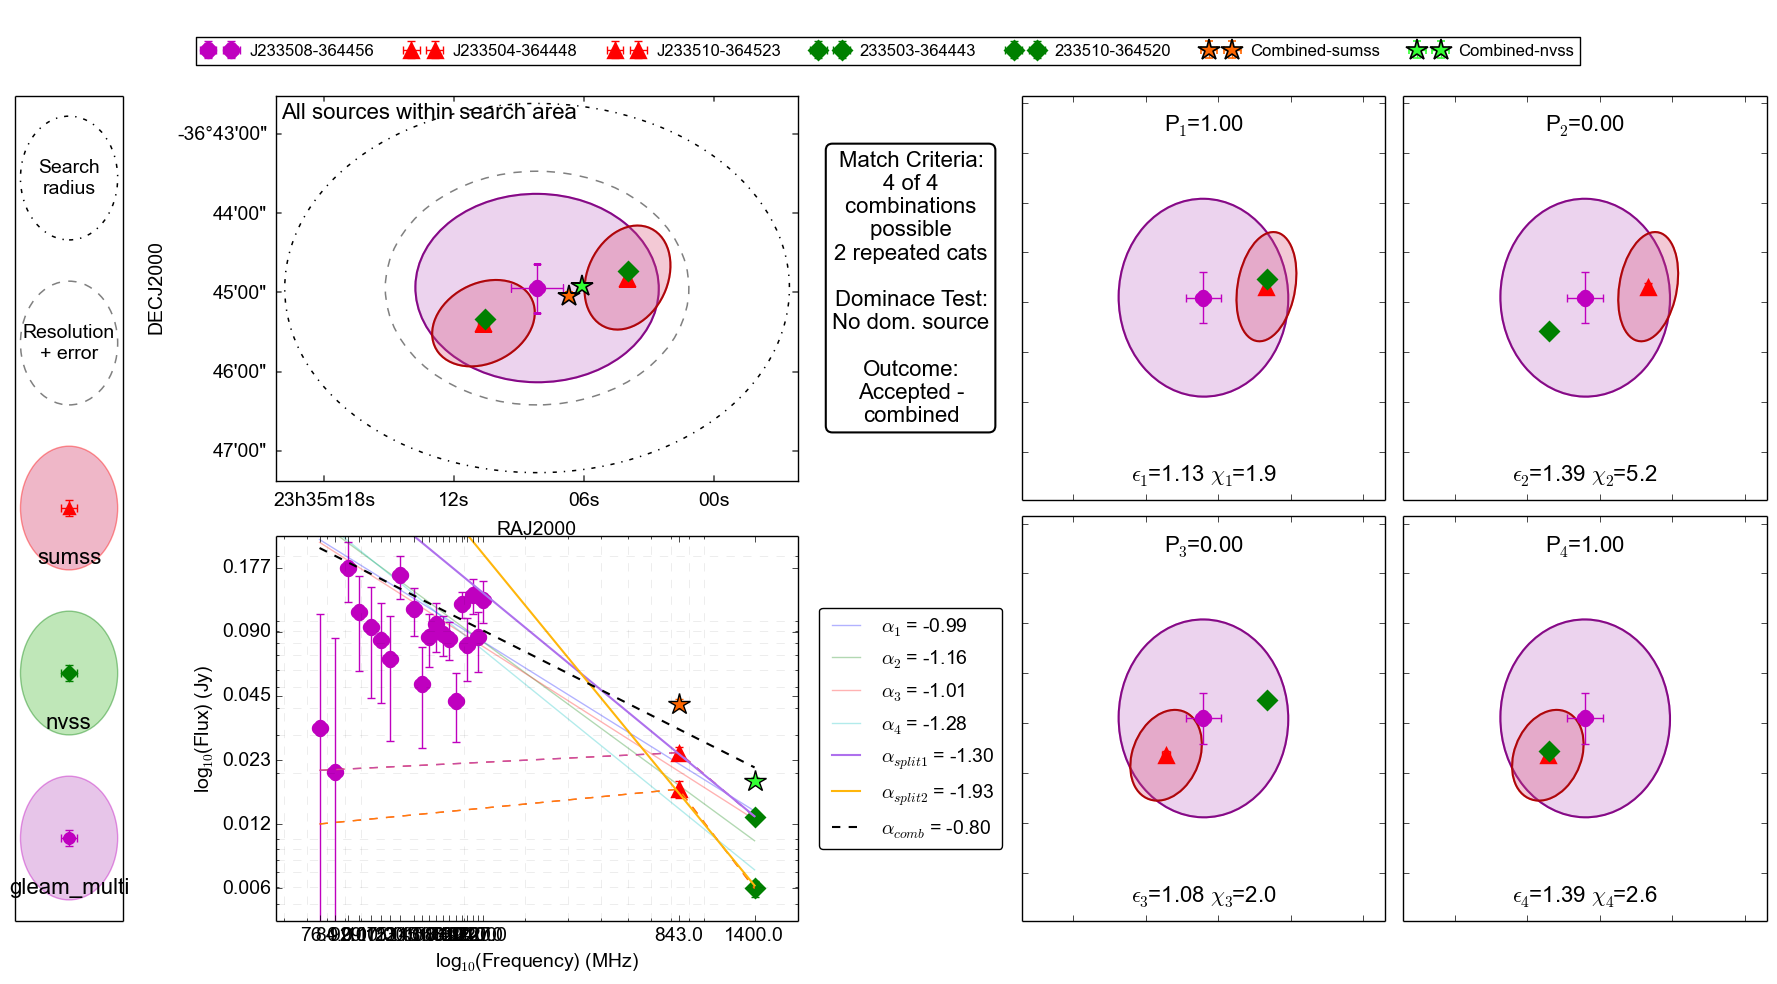 J233508-364456 J233504-364448 J233510-364523 233503-364443 233510-364520 Combined-sumss Combined-nvss
Search
radius
Resolution
+ error
sumss
nvss
gleam_multi
All sources within search area
DECJ2000
-36°43'00"
44'00"
45'00"
46'00"
47'00"
23h35m18s 12s 06s 00s
RAJ2000
Match Criteria:
4 of 4
combinations
possible
2 repeated cats
Dominace Test:
No dom. source
Outcome:
Accepted -
combined
P1=1.00
ϵ1=1.13 χ1=1.9
P2=0.00
ϵ2=1.39 χ2=5.2
log10(Flux) (Jy)
0.177
0.090
0.045
0.023
0.012
0.006
843.0 1400.0
log10(Frequency) (MHz)
α1 = -0.99
α2 = -1.16
α3 = -1.01
α4 = -1.28
αsplit1 = -1.30
αsplit2 = -1.93
αcomb = -0.80
P3=0.00
ϵ3=1.08 χ3=2.0
P4=1.00
ϵ4=1.39 χ4=2.6